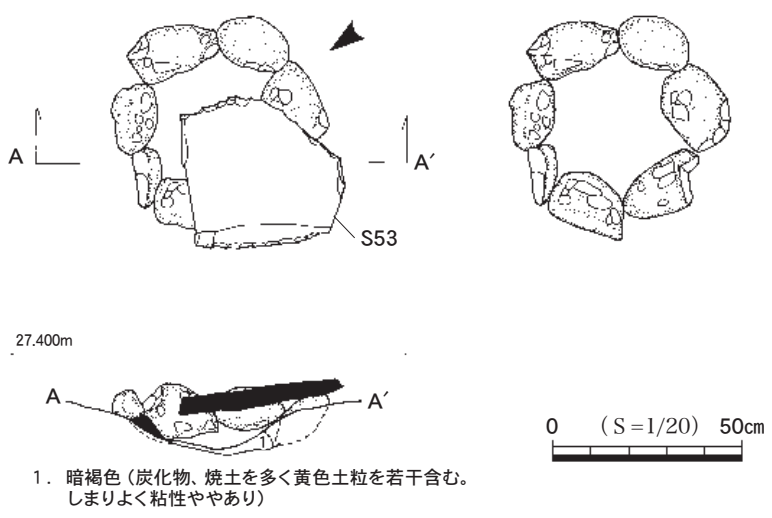 A
A′
S53
27.400m
A
A′
0 (S=1/20) 50cm
1. 暗褐色（炭化物、焼土を多く黄色土粒を若干含む。
しまりよく粘性ややあり）
1